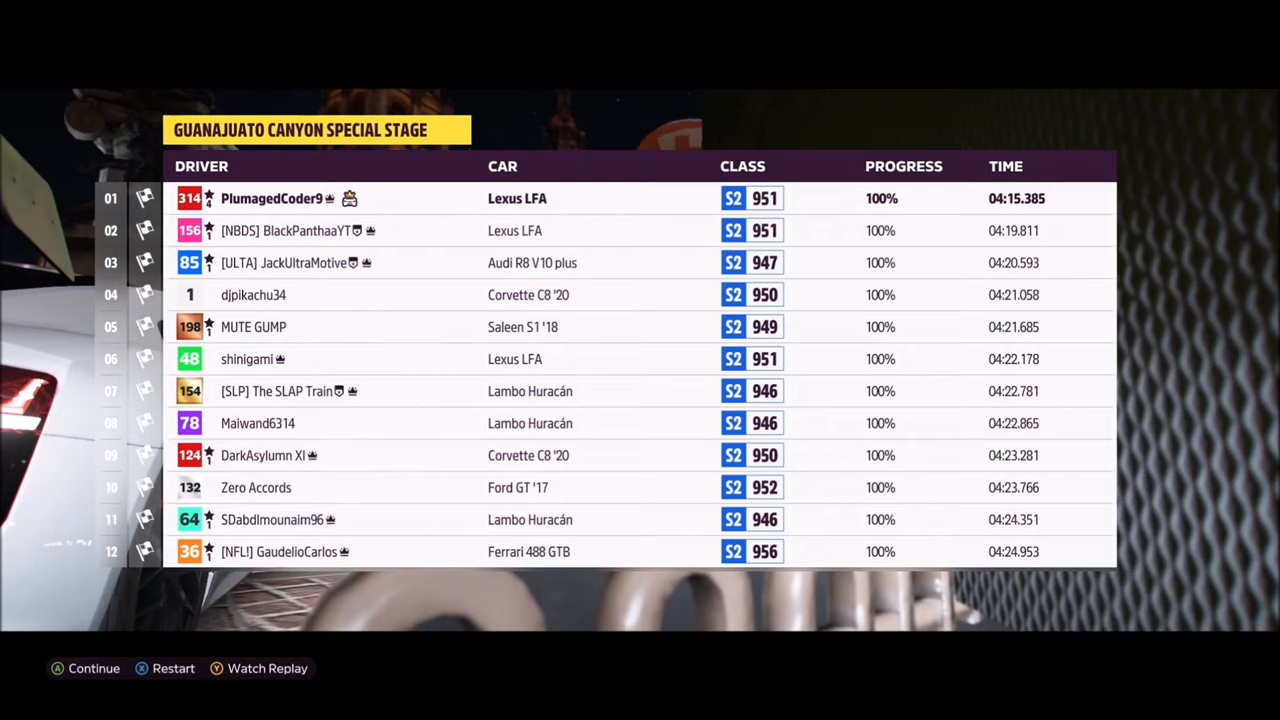 GUANAJUATO CANYON SPECIAL STAGE
DRIVER CAR CLASS PROGRESS TIME
01 314 4 PlumagedCoder9 Lexus LFA S2 951 100% 04:15.385
02 156 1 [NBDS] BlackPanthaaYT Lexus LFA S2 951 100% 04:19.811
03 85 1 [ULTA] JackUltraMotive Audi R8 V10 plus S2 947 100% 04:20.593
04 1 djpikachu34 Corvette C8 '20 S2 950 100% 04:21.058
05 198 1 MUTE GUMP Saleen S1 '18 S2 949 100% 04:21.685
06 48 shinigami Lexus LFA S2 951 100% 04:22.178
07 154 [SLP] The SLAP Train Lambo Huracán S2 946 100% 04:22.781
08 78 Maiwand6314 Lambo Huracán S2 946 100% 04:22.865
09 124 1 DarkAsylumn XI Corvette C8 '20 S2 950 100% 04:23.281
10 132 Zero Accords Ford GT '17 S2 952 100% 04:23.766
11 64 1 SDabdImounaim96 Lambo Huracán S2 946 100% 04:24.351
12 36 1 [NFL!] GaudelioCarlos Ferrari 488 GTB S2 956 100% 04:24.953
A Continue X Restart Y Watch Replay